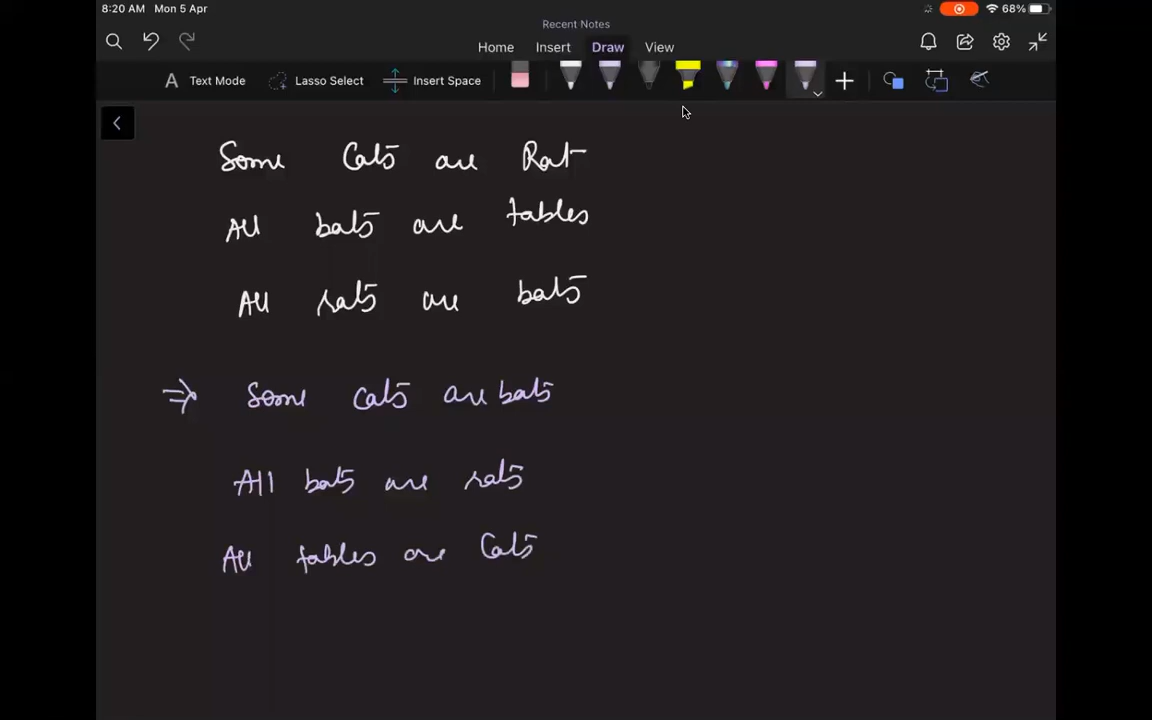 8:20 AM Mon 5 Apr
68%
Recent Notes
Home Insert Draw View
Text Mode Lasso Select Insert Space
Some Cats are Rat
All bats are tables
All rats are bats
⇒ Some cats are bats
All bats are rats
All tables are Cats